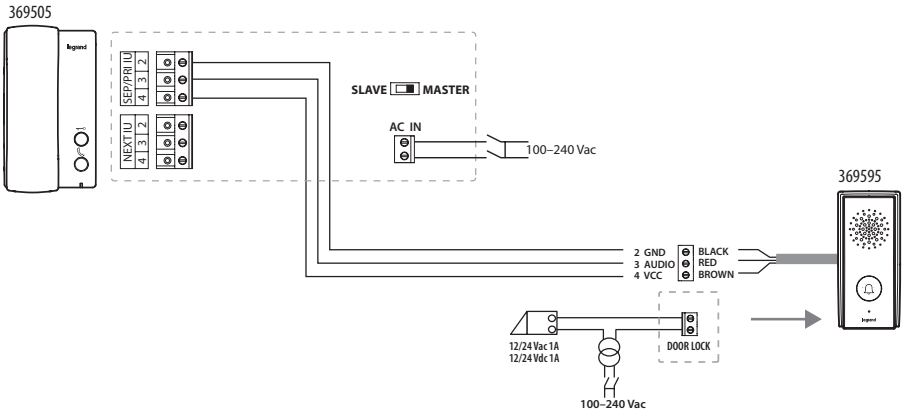 369505
legrand
SEP/PRI IU
2
3
4
NEXT IU
2
3
4
SLAVE
MASTER
AC IN
100–240 Vac
369595
2 GND
BLACK
3 AUDIO
RED
4 VCC
BROWN
legrand
12/24 Vac 1A
12/24 Vdc 1A
DOOR LOCK
100–240 Vac